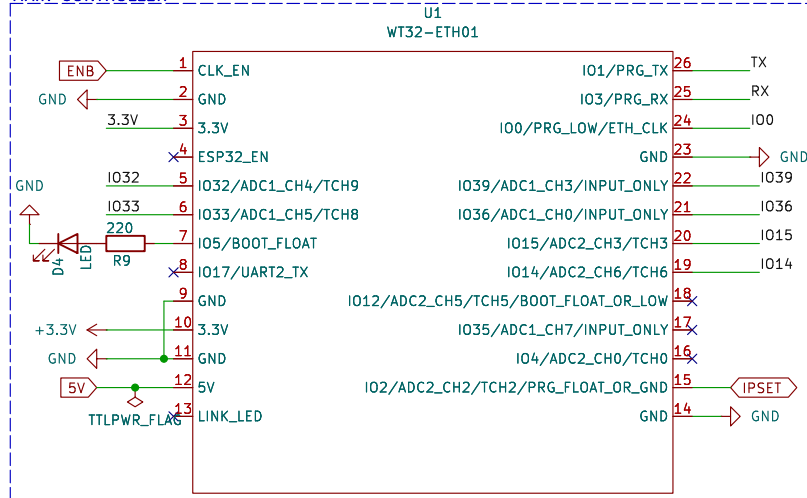 U1
WT32-ETH01
ENB 1 CLK_EN IO1/PRG_TX 26 TX
GND 2 GND IO3/PRG_RX 25 RX
3.3V 3 3.3V IO0/PRG_LOW/ETH_CLK 24 IO0
4 ESP32_EN GND 23 GND
GND
IO32 5 IO32/ADC1_CH4/TCH9 IO39/ADC1_CH3/INPUT_ONLY 22 IO39
IO33 6 IO33/ADC1_CH5/TCH8 IO36/ADC1_CH0/INPUT_ONLY 21 IO36
220
7 IO5/BOOT_FLOAT IO15/ADC2_CH3/TCH3 20 IO15
D4 LED R9
8 IO17/UART2_TX IO14/ADC2_CH6/TCH6 19 IO14
9 GND IO12/ADC2_CH5/TCH5/BOOT_FLOAT_OR_LOW 18
+3.3V 10 3.3V IO35/ADC1_CH7/INPUT_ONLY 17
GND 11 GND IO4/ADC2_CH0/TCH0 16
5V 12 5V IO2/ADC2_CH2/TCH2/PRG_FLOAT_OR_GND 15 IPSET
TTLPWR_FLAG 13 LINK_LED GND 14 GND